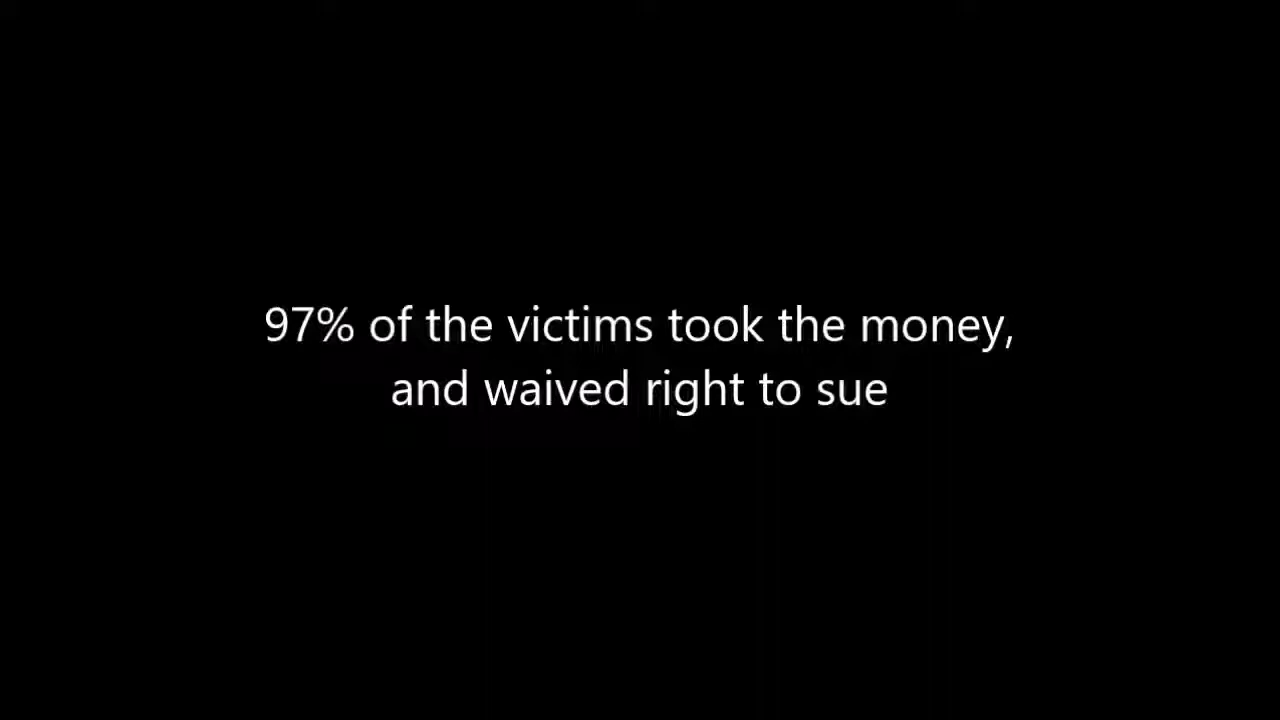 97% of the victims took the money,
and waived right to sue